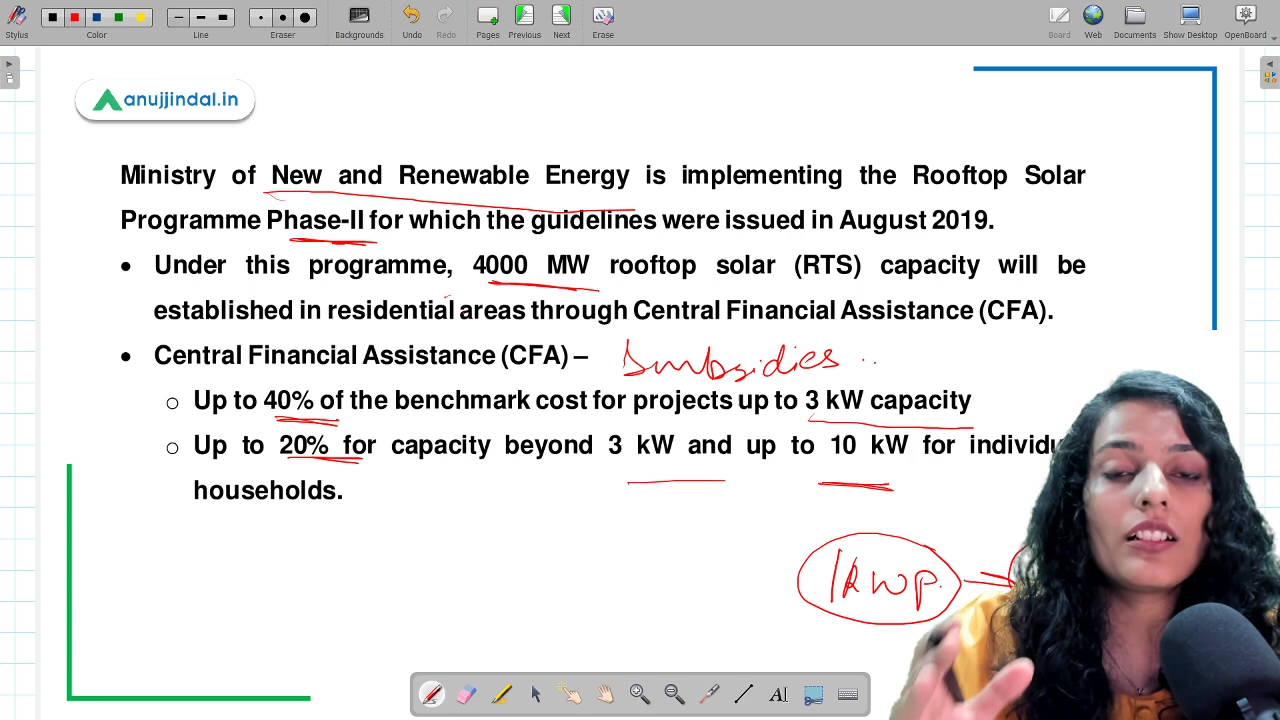 Stylus
Color
Line
Eraser
Backgrounds
Undo
Redo
Pages
Previous
Next
Erase
Board
Web
Documents
Show Desktop
OpenBoard
anujjindal.in
Ministry of New and Renewable Energy is implementing the Rooftop Solar
Programme Phase-II for which the guidelines were issued in August 2019.
• Under this programme, 4000 MW rooftop solar (RTS) capacity will be
established in residential areas through Central Financial Assistance (CFA).
• Central Financial Assistance (CFA) –
○ Up to 40% of the benchmark cost for projects up to 3 kW capacity
○ Up to 20% for capacity beyond 3 kW and up to 10 kW for
households.
1kwp.